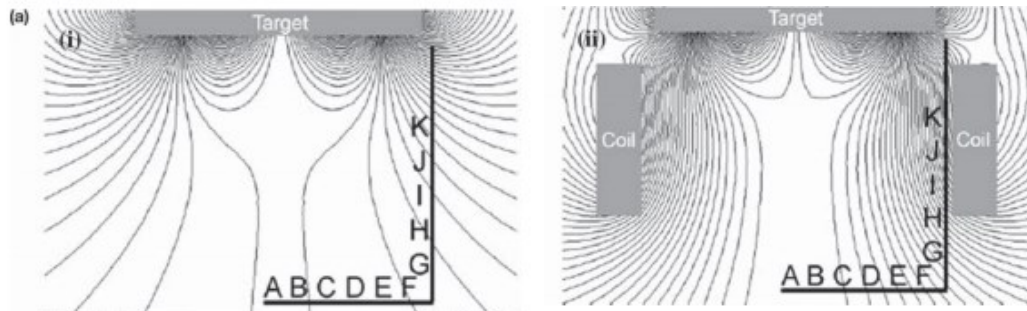 (a)
(i)
Target
K
J
I
H
G
A B C D E F
(ii)
Target
Coil
Coil
K
J
I
H
G
A B C D E F